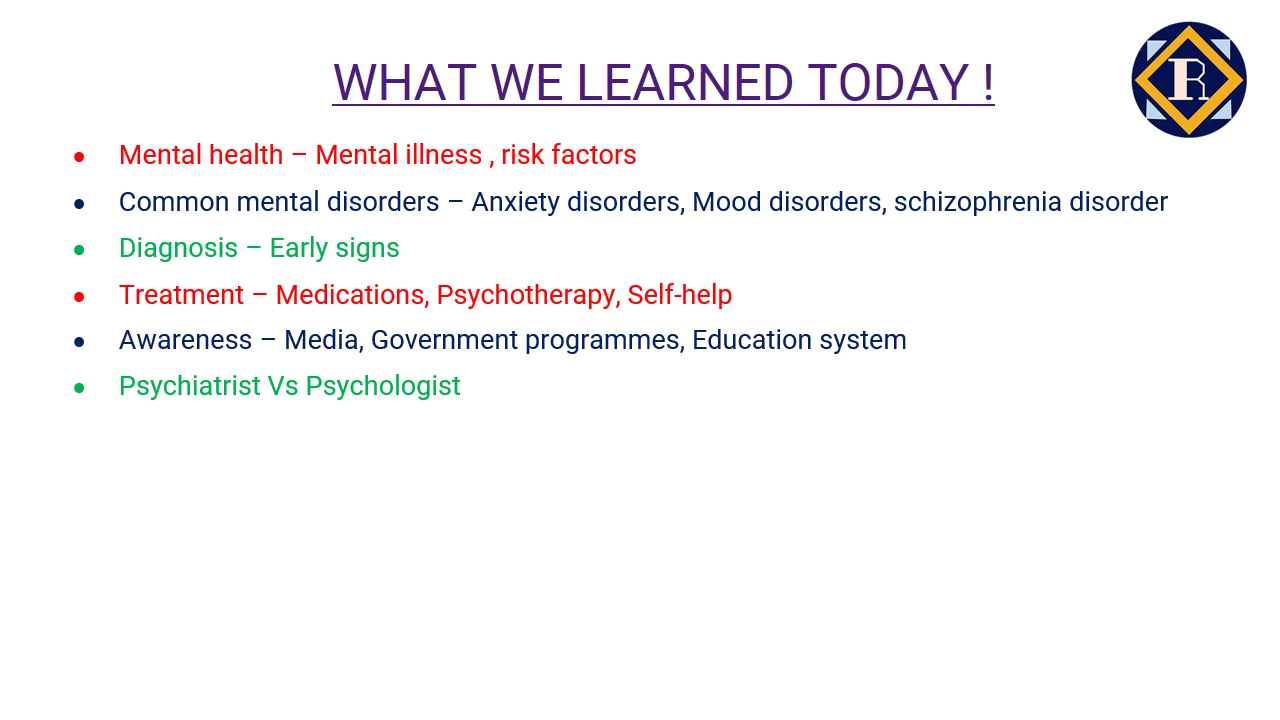 WHAT WE LEARNED TODAY !
R
● Mental health – Mental illness , risk factors
● Common mental disorders – Anxiety disorders, Mood disorders, schizophrenia disorder
● Diagnosis – Early signs
● Treatment – Medications, Psychotherapy, Self-help
● Awareness – Media, Government programmes, Education system
● Psychiatrist Vs Psychologist